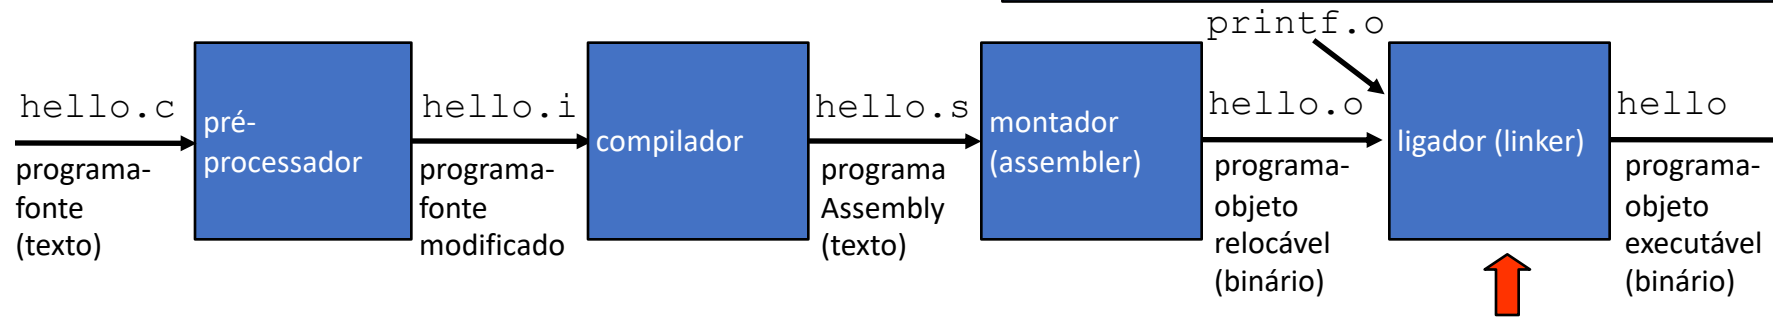 printf.o
hello.c
hello.i
hello.s
hello.o
hello
pré-
processador
compilador
montador
(assembler)
ligador (linker)
programa-
fonte
(texto)
programa-
fonte
modificado
programa
Assembly
(texto)
programa-
objeto
relocável
(binário)
programa-
objeto
executável
(binário)